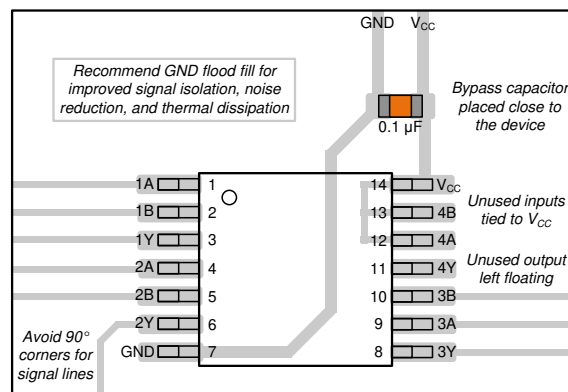 GND VCC
Recommend GND flood fill for
improved signal isolation, noise
reduction, and thermal dissipation
0.1 µF
Bypass capacitor
placed close to
the device
1A 1 14 VCC
1B 2 13 4B
1Y 3 12 4A
2A 4 11 4Y
2B 5 10 3B
2Y 6 9 3A
GND 7 8 3Y
Unused inputs
tied to VCC
Unused output
left floating
Avoid 90°
corners for
signal lines